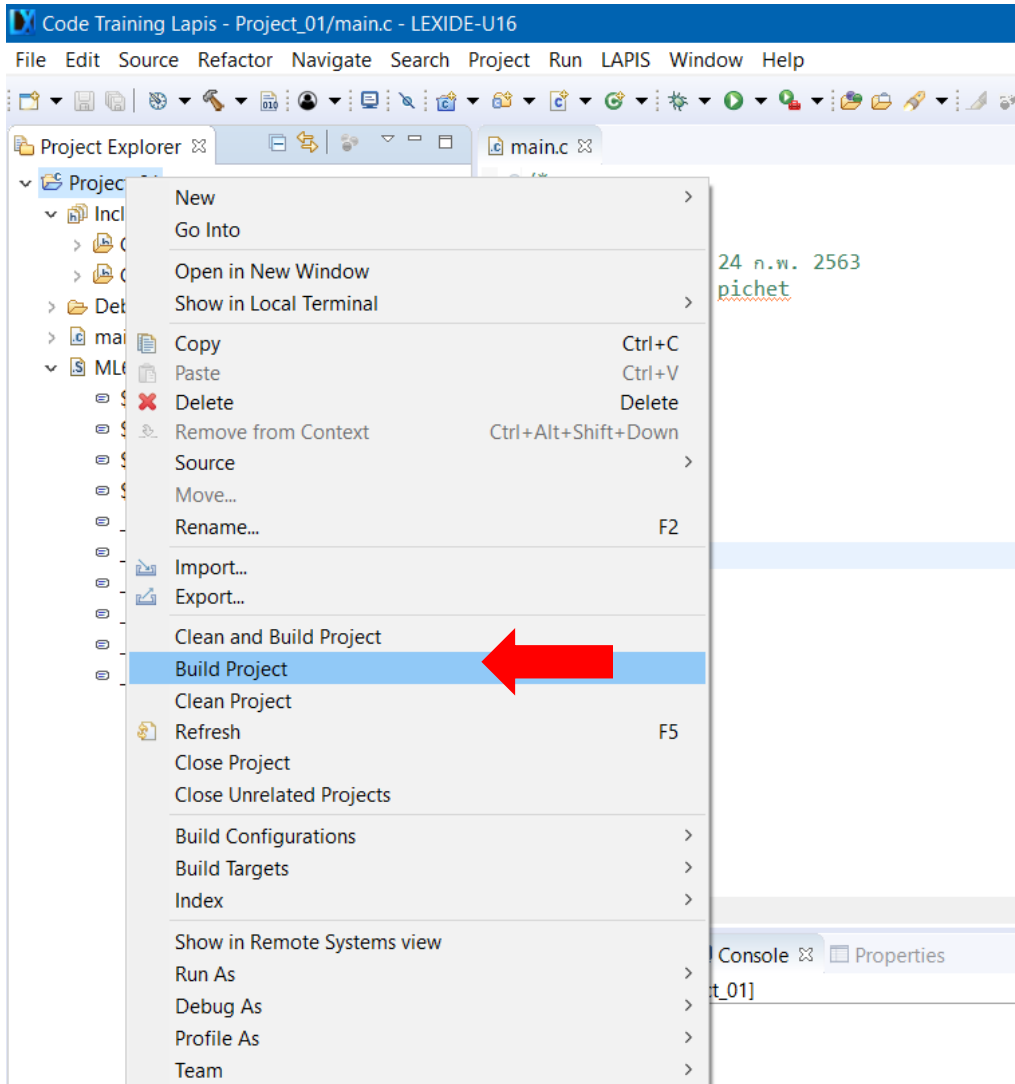 Code Training Lapis - Project_01/main.c - LEXIDE-U16
File Edit Source Refactor Navigate Search Project Run LAPIS Window Help
Project Explorer
main.c
/*
New
Go Into
24 ก.พ. 2563
Open in New Window
pichet
Show in Local Terminal
Copy Ctrl+C
Paste Ctrl+V
Delete Delete
Remove from Context Ctrl+Alt+Shift+Down
Source
Move...
Rename... F2
Import...
Export...
Clean and Build Project
Build Project
Clean Project
Refresh F5
Close Project
Close Unrelated Projects
Build Configurations
Build Targets
Index
Show in Remote Systems view
Console Properties
Run As
ct_01]
Debug As
Profile As
Team